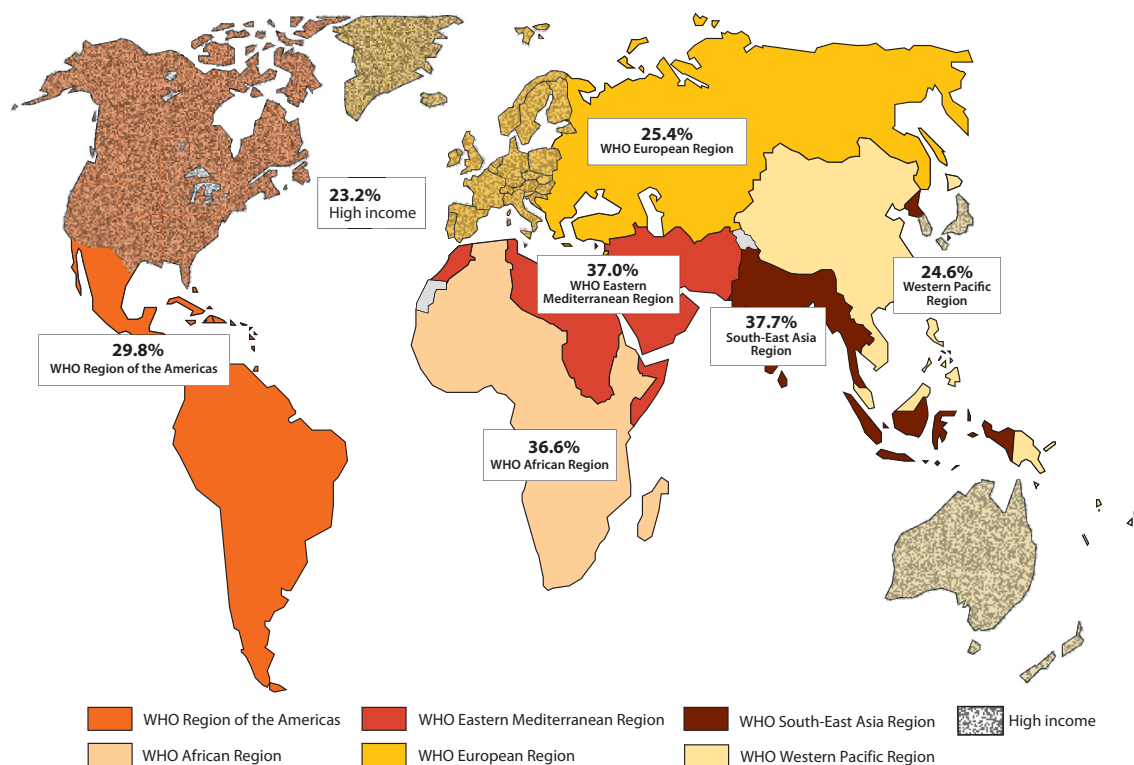 25.4%
WHO European Region
23.2%
High income
37.0%
WHO Eastern
Mediterranean Region
24.6%
Western Pacific
Region
37.7%
South-East Asia
Region
29.8%
WHO Region of the Americas
36.6%
WHO African Region
WHO Region of the Americas
WHO Eastern Mediterranean Region
WHO South-East Asia Region
High income
WHO African Region
WHO European Region
WHO Western Pacific Region